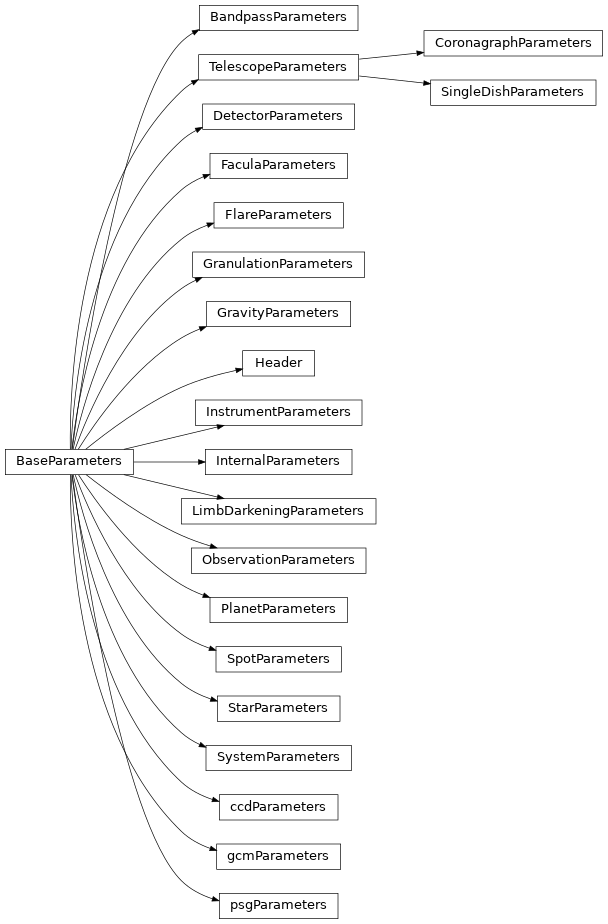 BandpassParameters
TelescopeParameters
CoronagraphParameters
SingleDishParameters
DetectorParameters
FaculaParameters
FlareParameters
GranulationParameters
GravityParameters
Header
InstrumentParameters
BaseParameters
InternalParameters
LimbDarkeningParameters
ObservationParameters
PlanetParameters
SpotParameters
StarParameters
SystemParameters
ccdParameters
gcmParameters
psgParameters